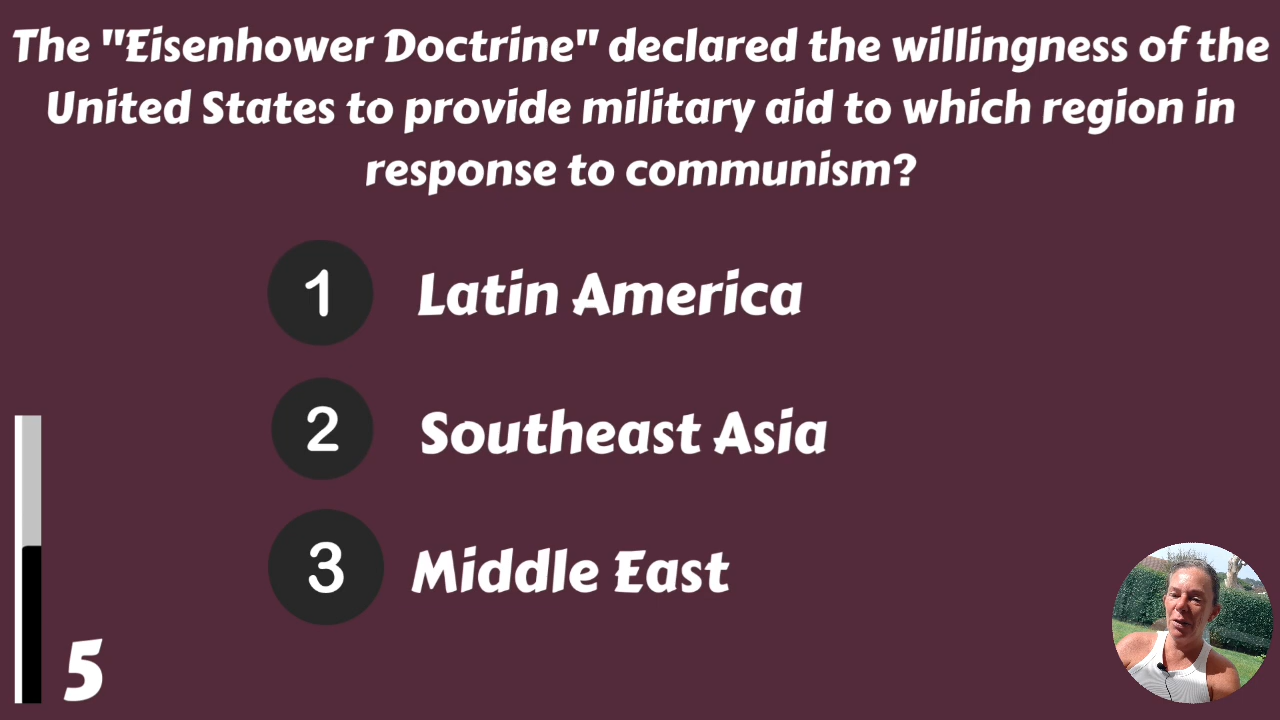 The "Eisenhower Doctrine" declared the willingness of the
United States to provide military aid to which region in
response to communism?
1 Latin America
2 Southeast Asia
3 Middle East
5